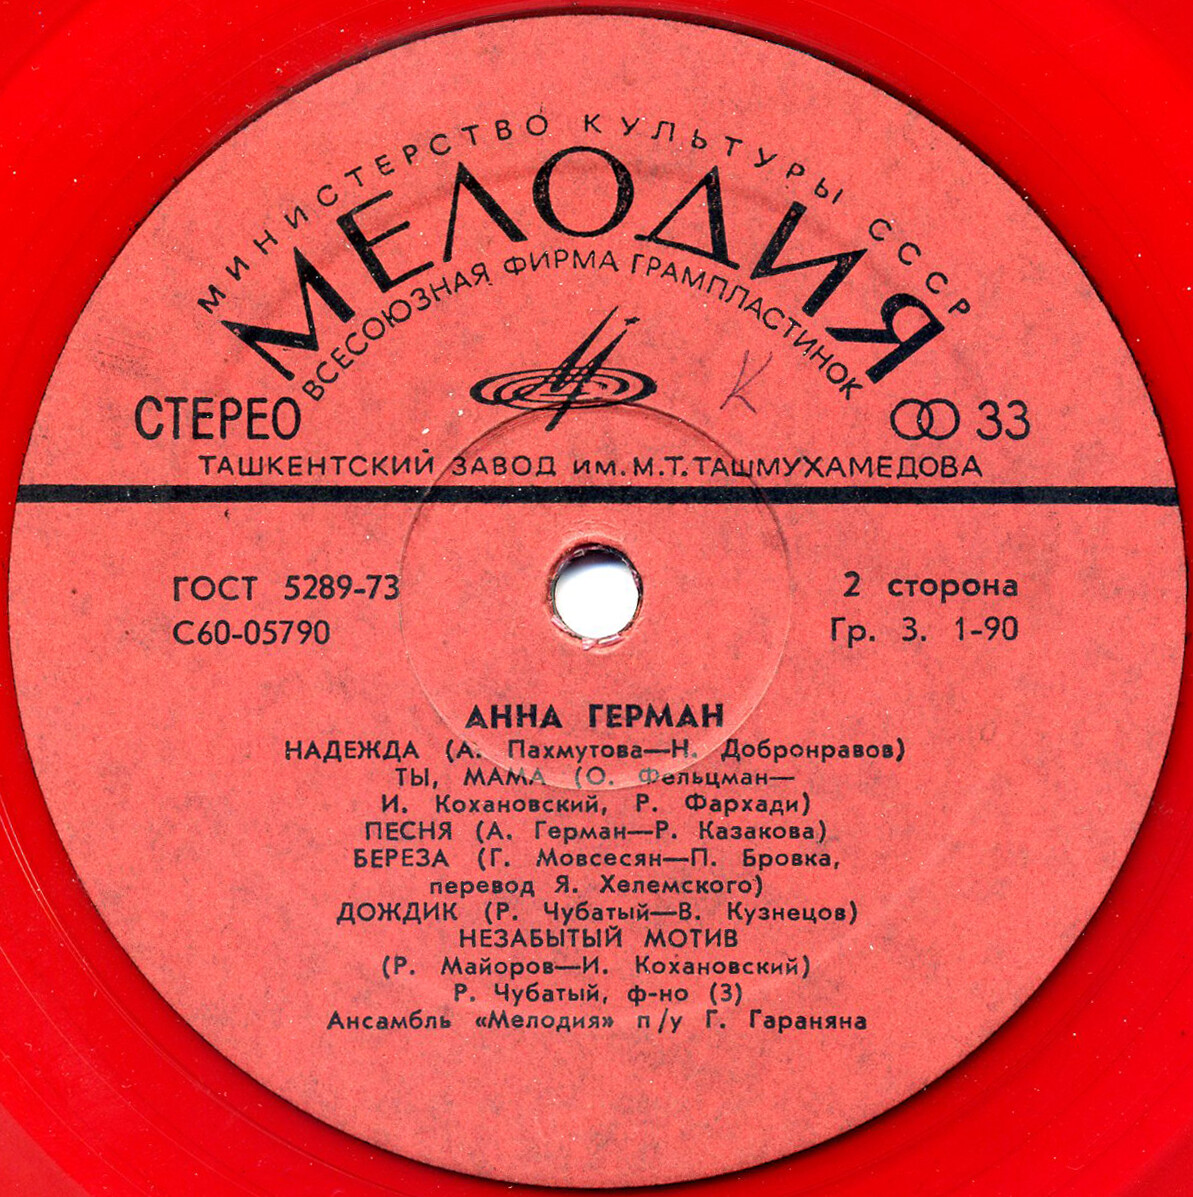 МИНИСТЕРСТВО КУЛЬТУРЫ СССР
МЕЛОДИЯ
ВСЕСОЮЗНАЯ ФИРМА ГРАМПЛАСТИНОК
К
СТЕРЕО
33
ТАШКЕНТСКИЙ ЗАВОД ИМ. М.Т. ТАШМУХАМЕДОВА
ГОСТ 5289-73
2 сторона
С60-05790
Гр. 3. 1-90
АННА ГЕРМАН
НАДЕЖДА (А. Пахмутова—Н. Добронравов)
ТЫ, МАМА (О. Фельцман—
И. Кохановский, Р. Фархади)
ПЕСНЯ (А. Герман—Р. Казакова)
БЕРЕЗА (Г. Мовсесян—П. Бровка,
перевод Я. Хелемского)
ДОЖДИК (Р. Чубатый—В. Кузнецов)
НЕЗАБЫТЫЙ МОТИВ
(Р. Майоров—И. Кохановский)
Р. Чубатый, ф-но (3)
Ансамбль «Мелодия» п/у Г. Гараняна